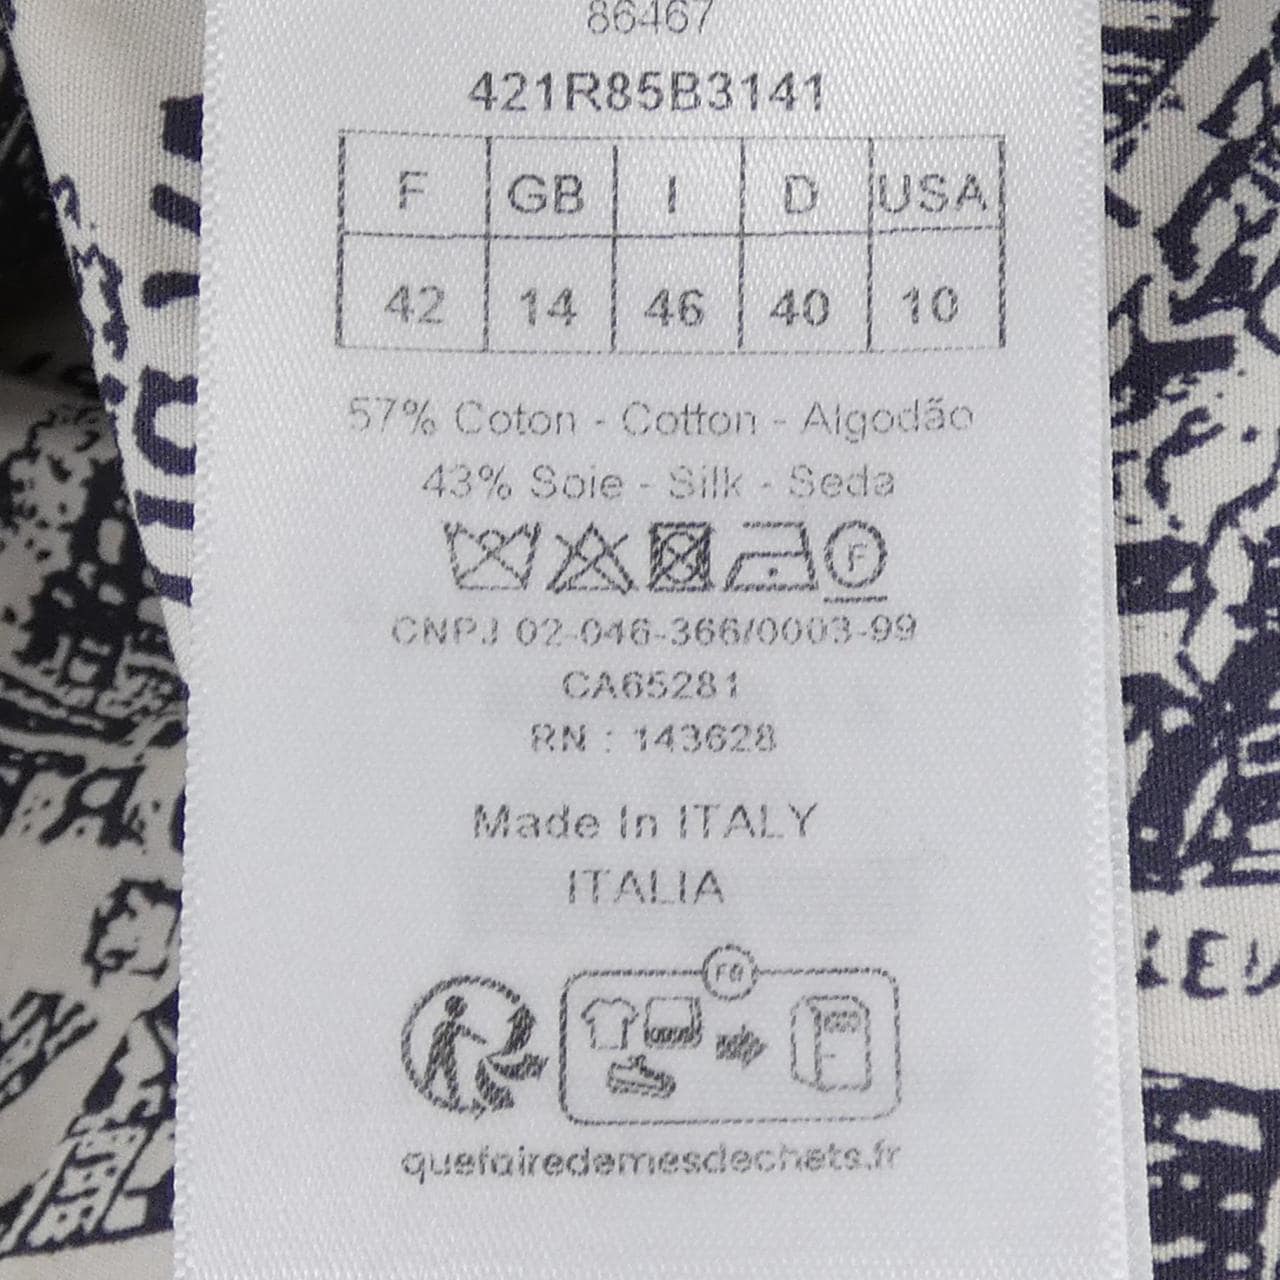 86467
421R85B3141
F GB I D USA
42 14 46 40 10
57% Coton - Cotton - Algodão
43% Soie - Silk - Seda
F
CNPJ 02-046-366/0003-99
CA65281
RN : 143628
Made In ITALY
ITALIA
FR
quefairedemesdechets.fr